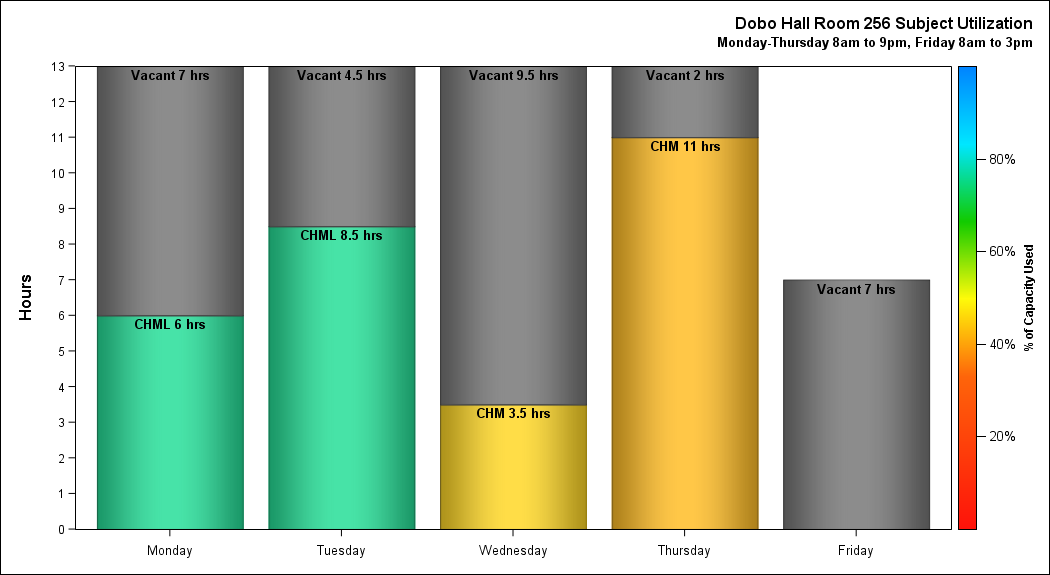 Dobo Hall Room 256 Subject Utilization
Monday-Thursday 8am to 9pm, Friday 8am to 3pm
Hours
13
12
11
10
9
8
7
6
5
4
3
2
1
0
Vacant 7 hrs
CHML 6 hrs
Vacant 4.5 hrs
CHML 8.5 hrs
Vacant 9.5 hrs
CHM 3.5 hrs
Vacant 2 hrs
CHM 11 hrs
Vacant 7 hrs
Monday
Tuesday
Wednesday
Thursday
Friday
80%
60%
40%
20%
% of Capacity Used